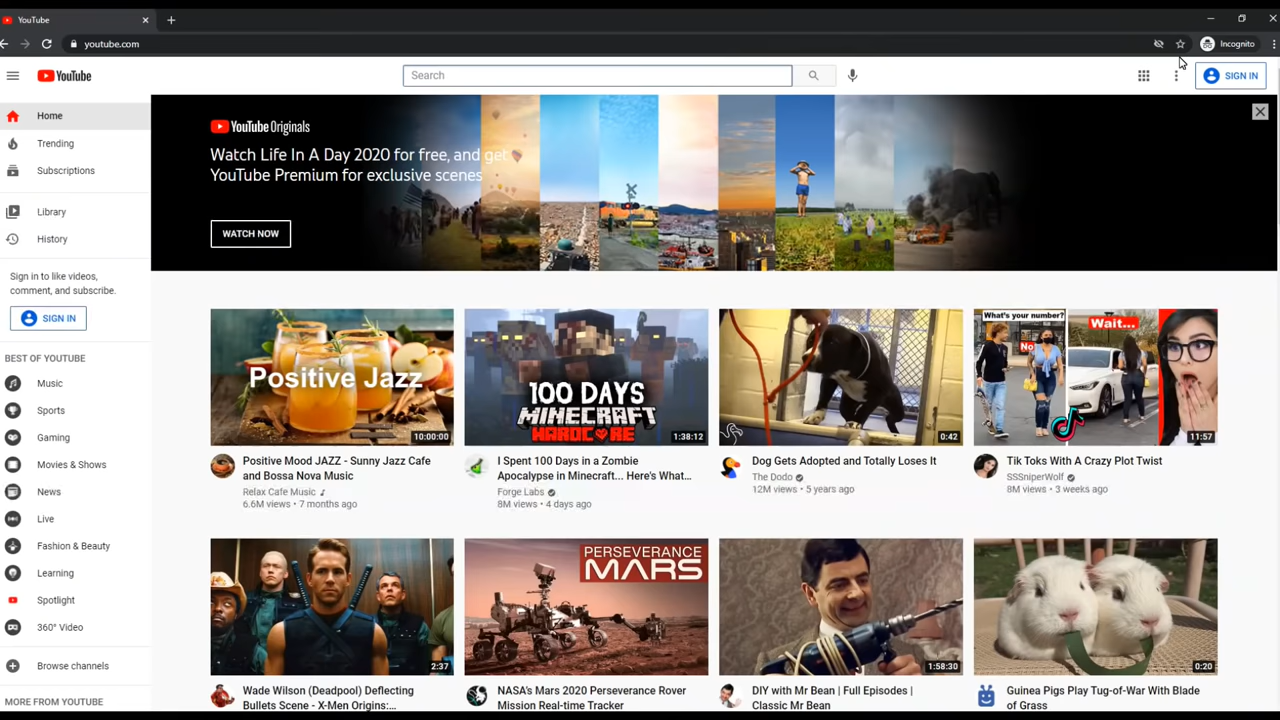 YouTube
youtube.com
Incognito
YouTube
Search
SIGN IN
Home
Trending
Subscriptions
Library
History
Sign in to like videos,
comment, and subscribe.
SIGN IN
BEST OF YOUTUBE
Music
Sports
Gaming
Movies & Shows
News
Live
Fashion & Beauty
Learning
Spotlight
360° Video
Browse channels
MORE FROM YOUTUBE
YouTube Originals
Watch Life In A Day 2020 for free, and get
YouTube Premium for exclusive scenes
WATCH NOW
Positive Jazz
10:00:00
Positive Mood JAZZ - Sunny Jazz Cafe
and Bossa Nova Music
Relax Cafe Music
6.6M views • 7 months ago
100 DAYS
MINECRAFT
HARDCORE
1:38:12
I Spent 100 Days in a Zombie
Apocalypse in Minecraft... Here's What...
Forge Labs
8M views • 4 days ago
0:42
Dog Gets Adopted and Totally Loses It
The Dodo
12M views • 5 years ago
What's your number?
No
Wait...
11:57
Tik Toks With A Crazy Plot Twist
SSSniperWolf
8M views • 3 weeks ago
2:37
Wade Wilson (Deadpool) Deflecting
Bullets Scene - X-Men Origins:...
PERSEVERANCE
MARS
NASA's Mars 2020 Perseverance Rover
Mission Real-time Tracker
1:58:30
DIY with Mr Bean | Full Episodes |
Classic Mr Bean
0:20
Guinea Pigs Play Tug-of-War With Blade
of Grass